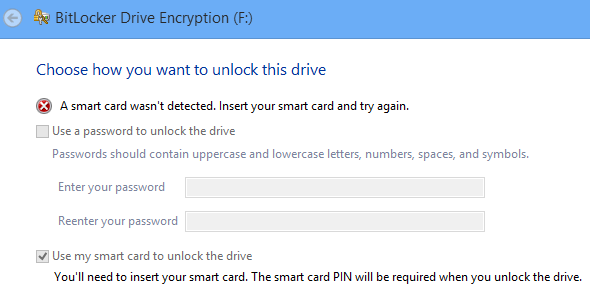 BitLocker Drive Encryption (F:)
Choose how you want to unlock this drive
A smart card wasn't detected. Insert your smart card and try again.
Use a password to unlock the drive
Passwords should contain uppercase and lowercase letters, numbers, spaces, and symbols.
Enter your password
Reenter your password
Use my smart card to unlock the drive
You'll need to insert your smart card. The smart card PIN will be required when you unlock the drive.